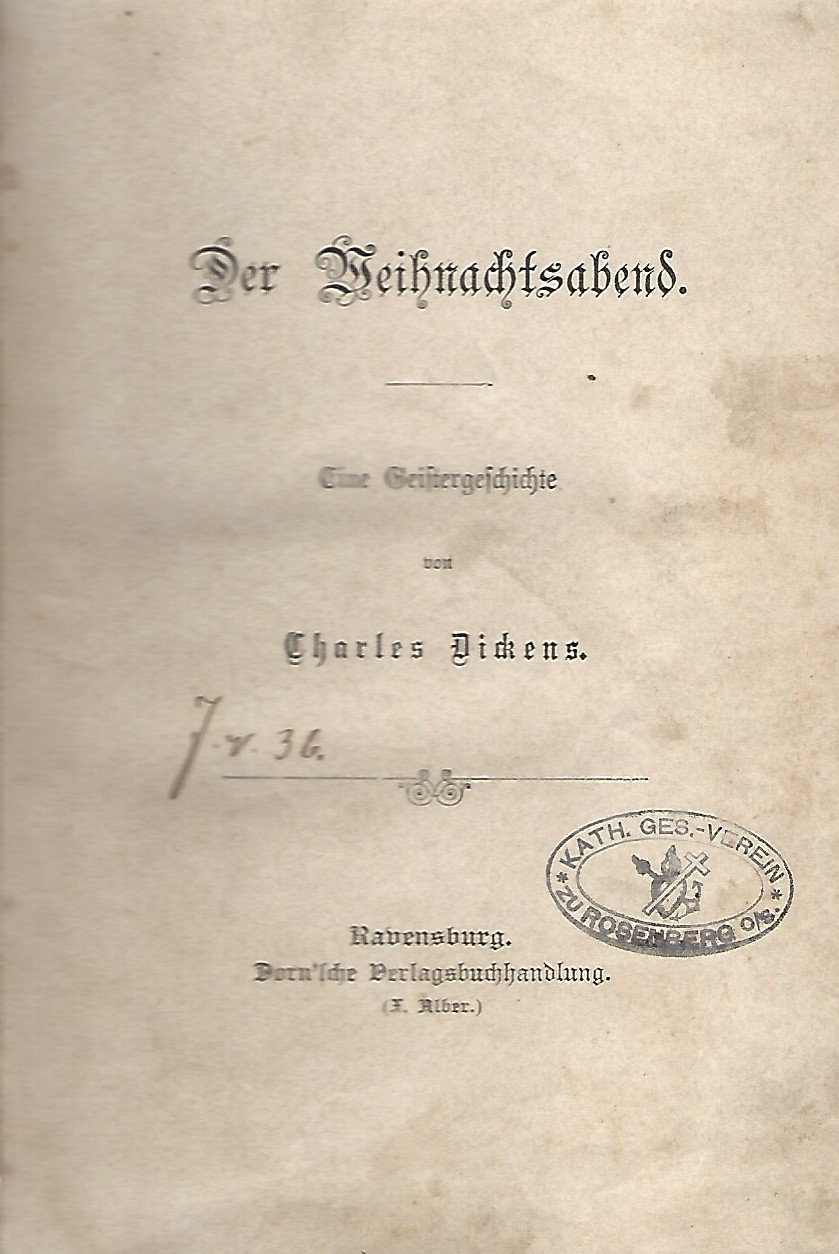 Der Weihnachtsabend.
Eine Geistergeschichte
von
Charles Dickens.
J. v. 36.
KATH. GES.-VEREIN
* ZU ROSENBERG O/S. *
Ravensburg.
Dorn'sche Verlagsbuchhandlung.
(X. Alber.)